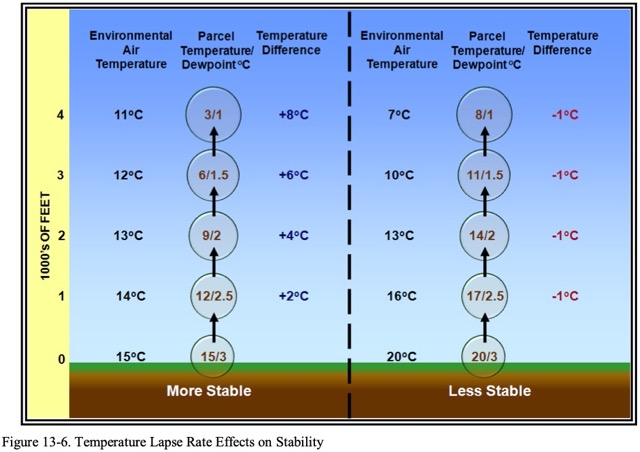 Environmental Parcel Temperature Environmental Parcel Temperature
Air Temperature/ Difference Air Temperature/ Difference
Temperature Dewpoint °C Temperature Dewpoint °C
4 11°C 3/1 +8°C 7°C 8/1 -1°C
3 12°C 6/1.5 +6°C 10°C 11/1.5 -1°C
2 13°C 9/2 +4°C 13°C 14/2 -1°C
1 14°C 12/2.5 +2°C 16°C 17/2.5 -1°C
0 15°C 15/3 20°C 20/3
1000's OF FEET
More Stable Less Stable
Figure 13-6. Temperature Lapse Rate Effects on Stability